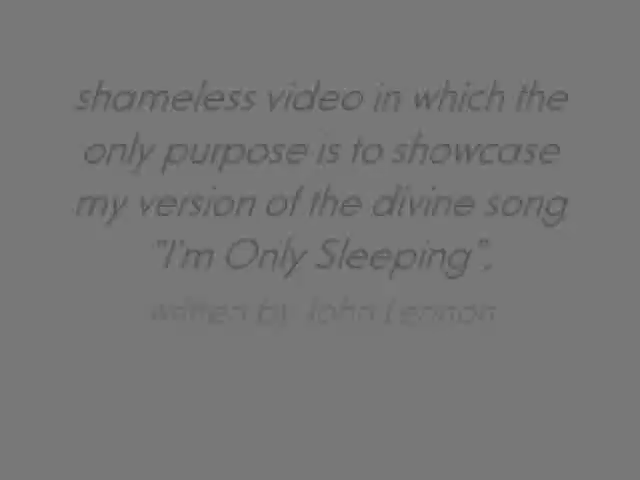 shameless video in which the
only purpose is to showcase
my version of the divine song
"I'm Only Sleeping",
written by John Lennon